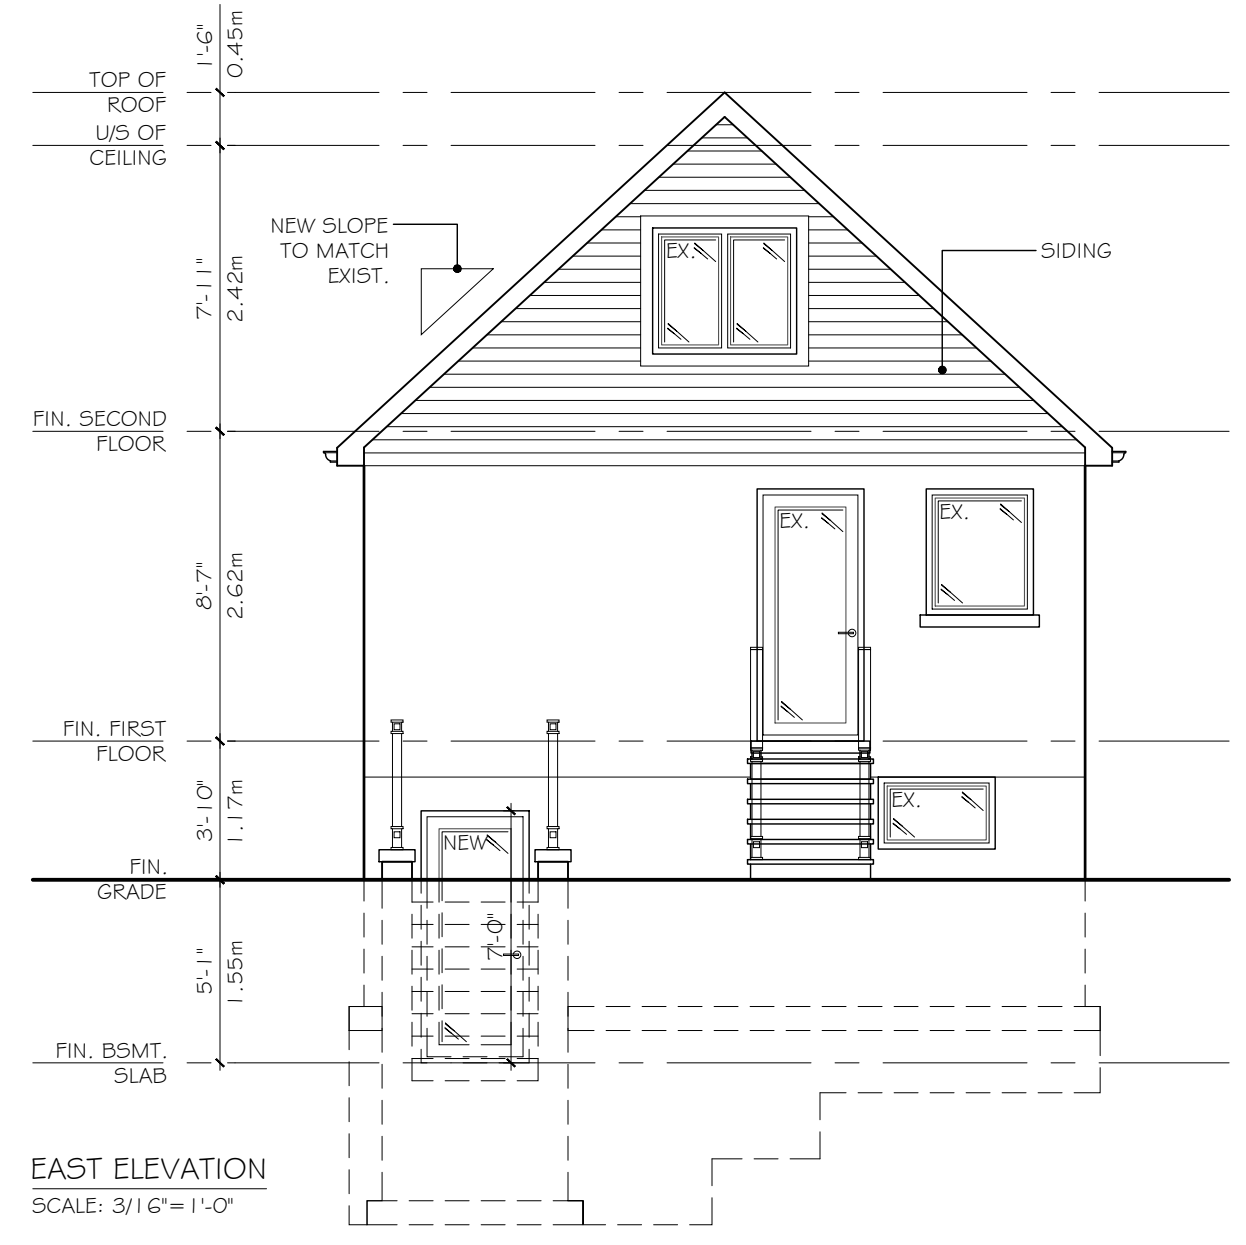 1'-6"
0.45m
TOP OF
ROOF
U/S OF
CEILING
NEW SLOPE
TO MATCH
EXIST.
EX.
SIDING
7'-11"
2.42m
FIN. SECOND
FLOOR
EX.
EX.
8'-7"
2.62m
FIN. FIRST
FLOOR
3'-10"
1.17m
NEW
EX.
FIN.
GRADE
7'-0"
5'-1"
1.55m
FIN. BSMT.
SLAB
EAST ELEVATION
SCALE: 3/16"=1'-0"